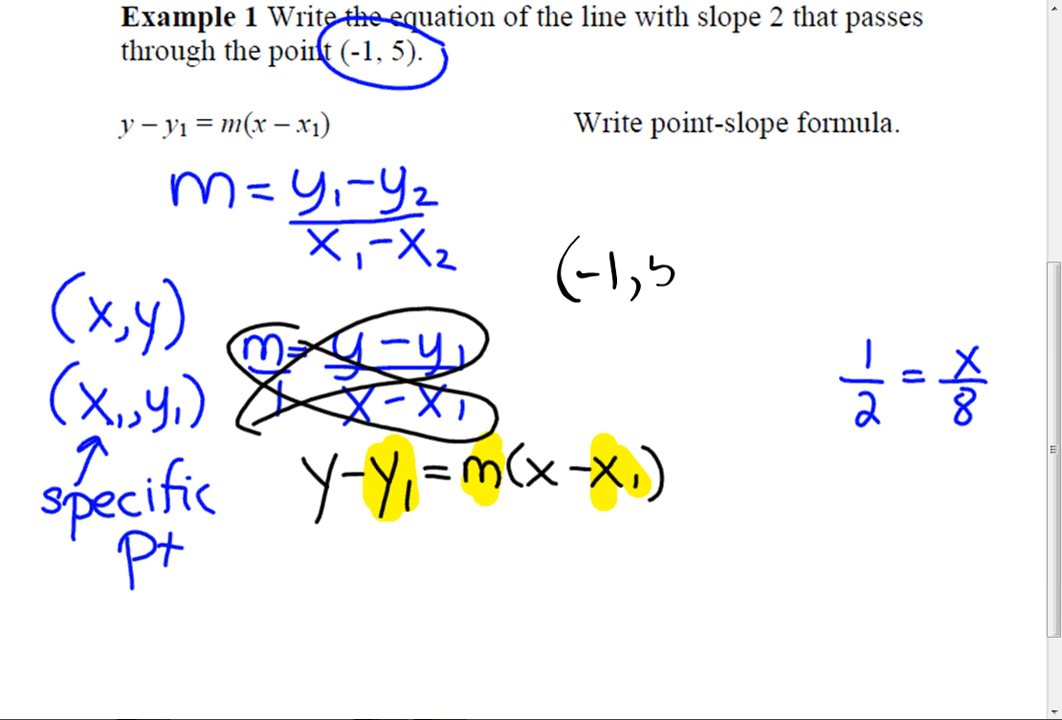 Example 1 Write the equation of the line with slope 2 that passes
through the point (-1, 5).
y – y₁ = m(x – x₁)
Write point-slope formula.
m = y₁-y₂
x₁-x₂
(-1,5
(x,y)
(x₁,y₁)
specific
pt
m = y-y₁
1 x-x₁
y-y₁=m(x-x₁)
1 = x
2 8